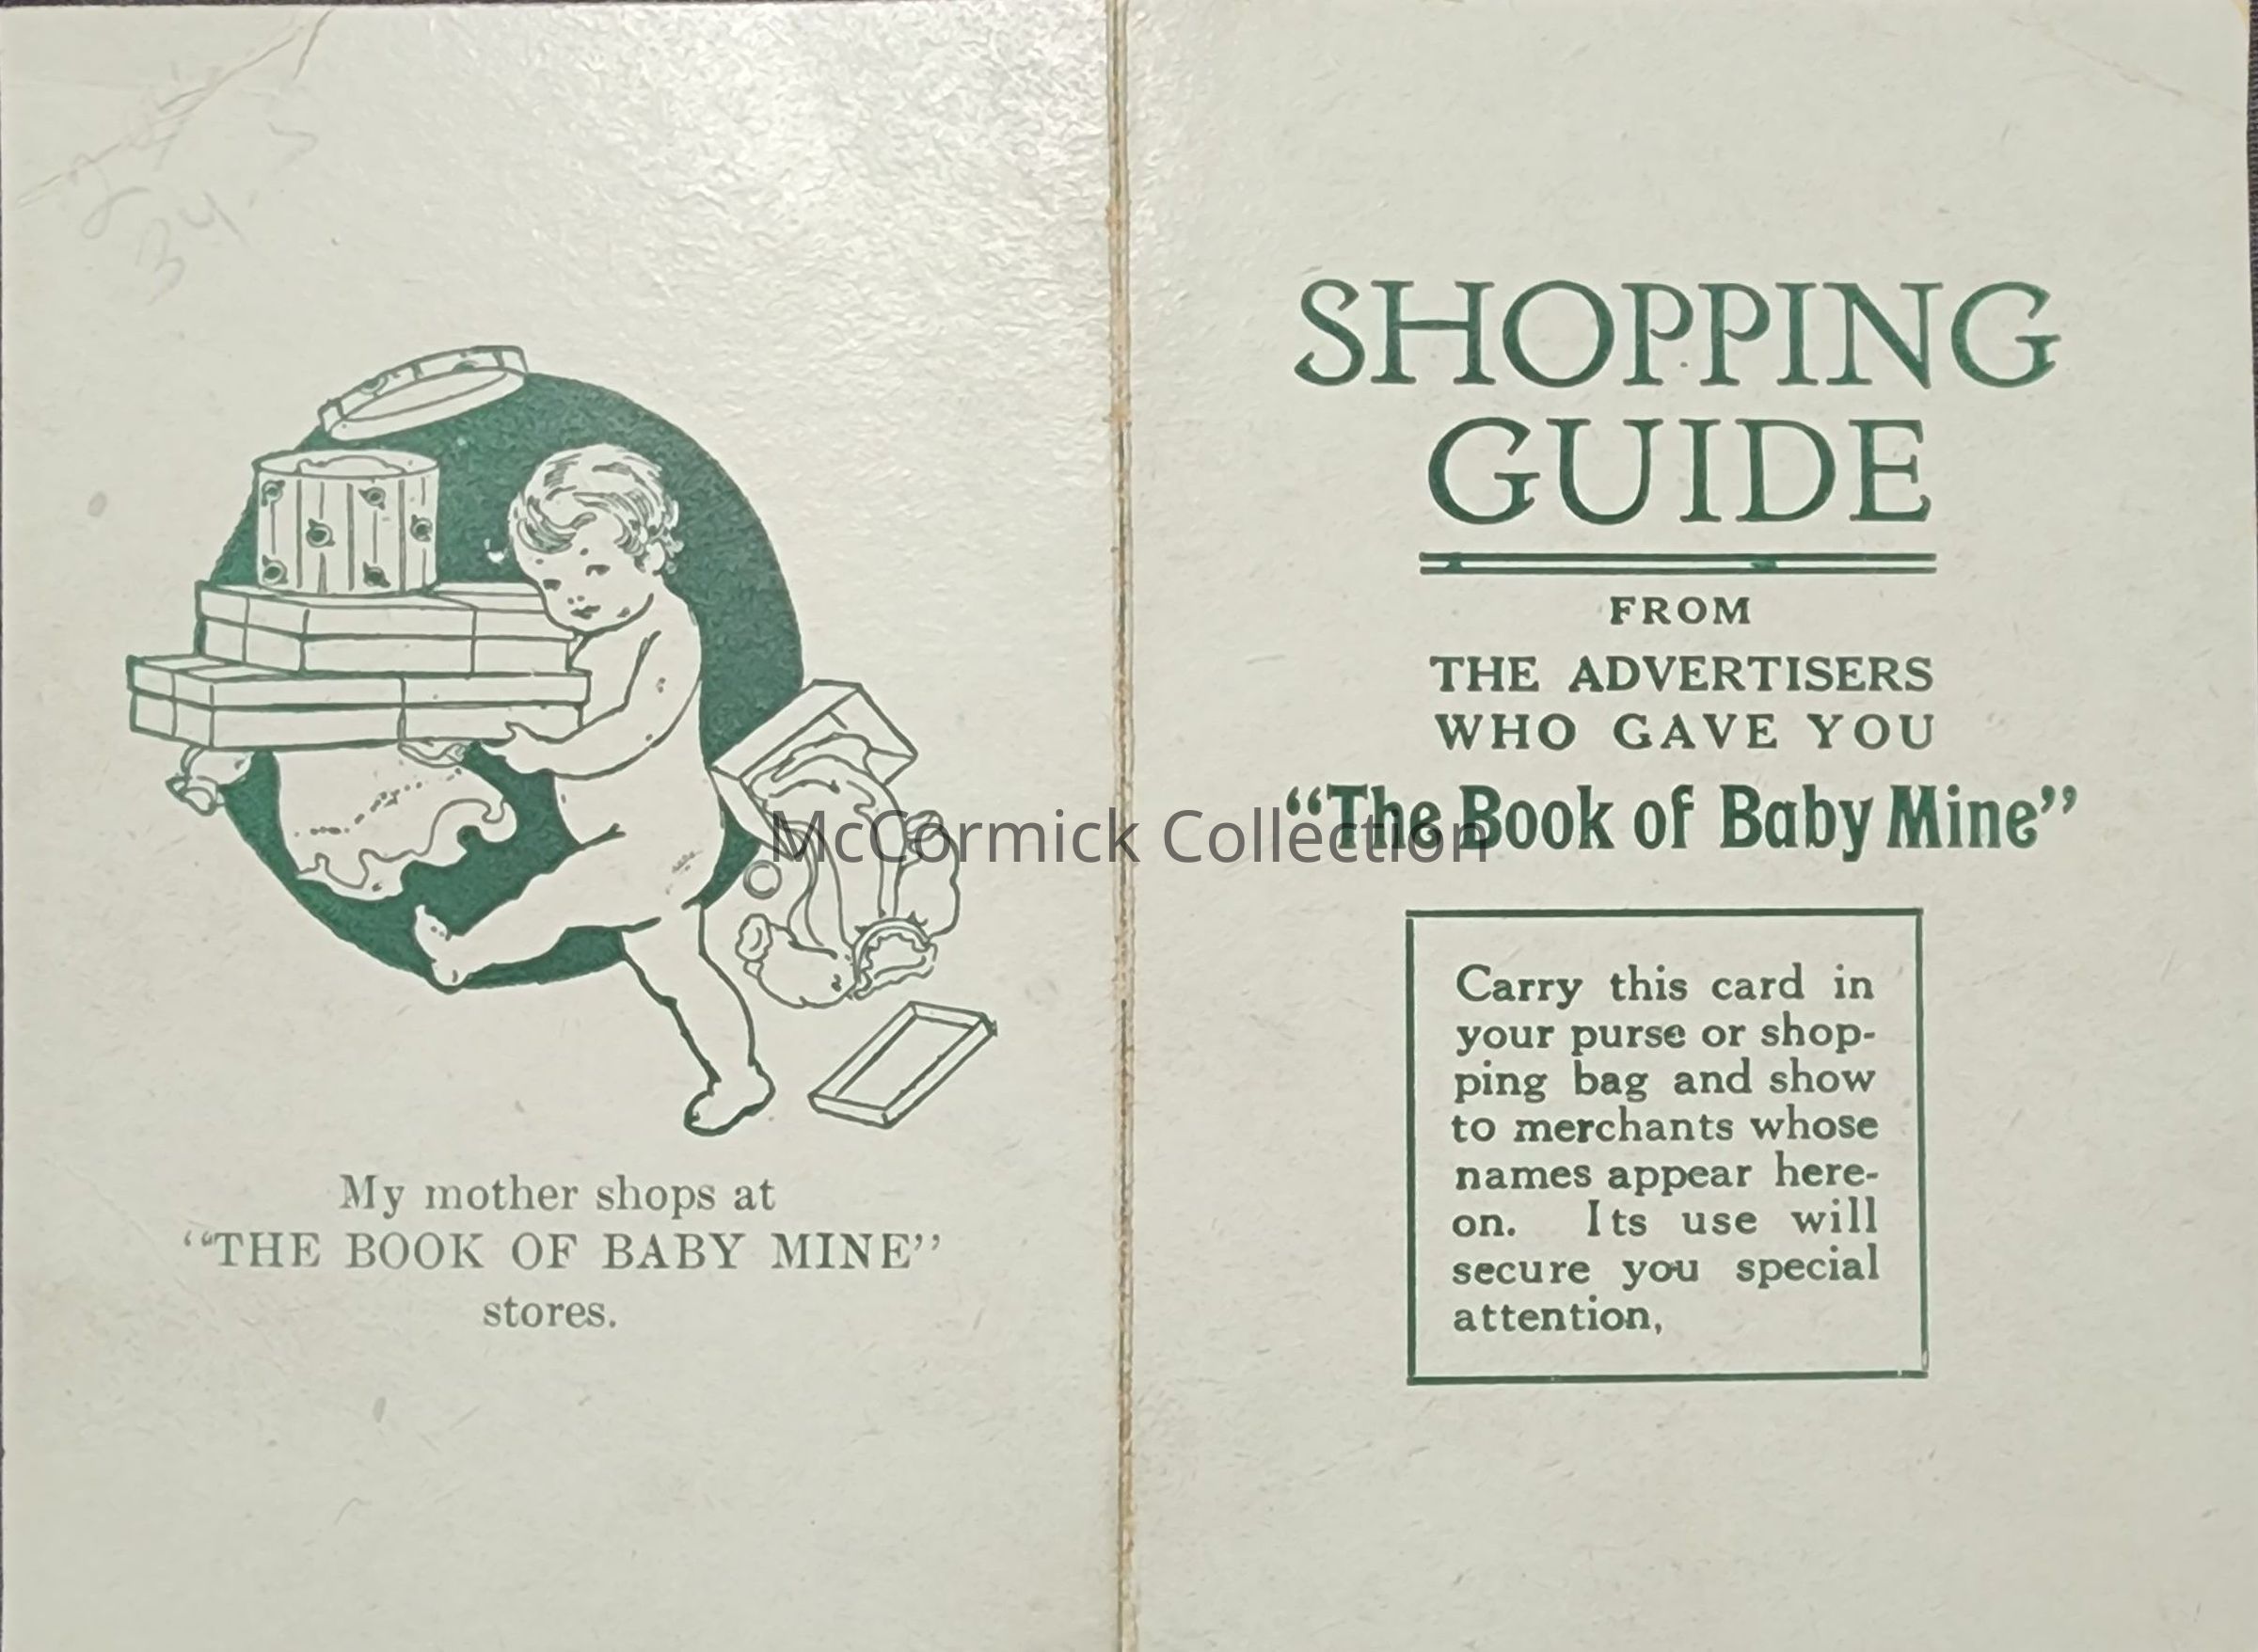 34
My mother shops at
"THE BOOK OF BABY MINE"
stores.
SHOPPING
GUIDE
FROM
THE ADVERTISERS
WHO GAVE YOU
"The Book of Baby Mine"
Carry this card in
your purse or shop-
ping bag and show
to merchants whose
names appear here-
on. Its use will
secure you special
attention,
McCormick Collection